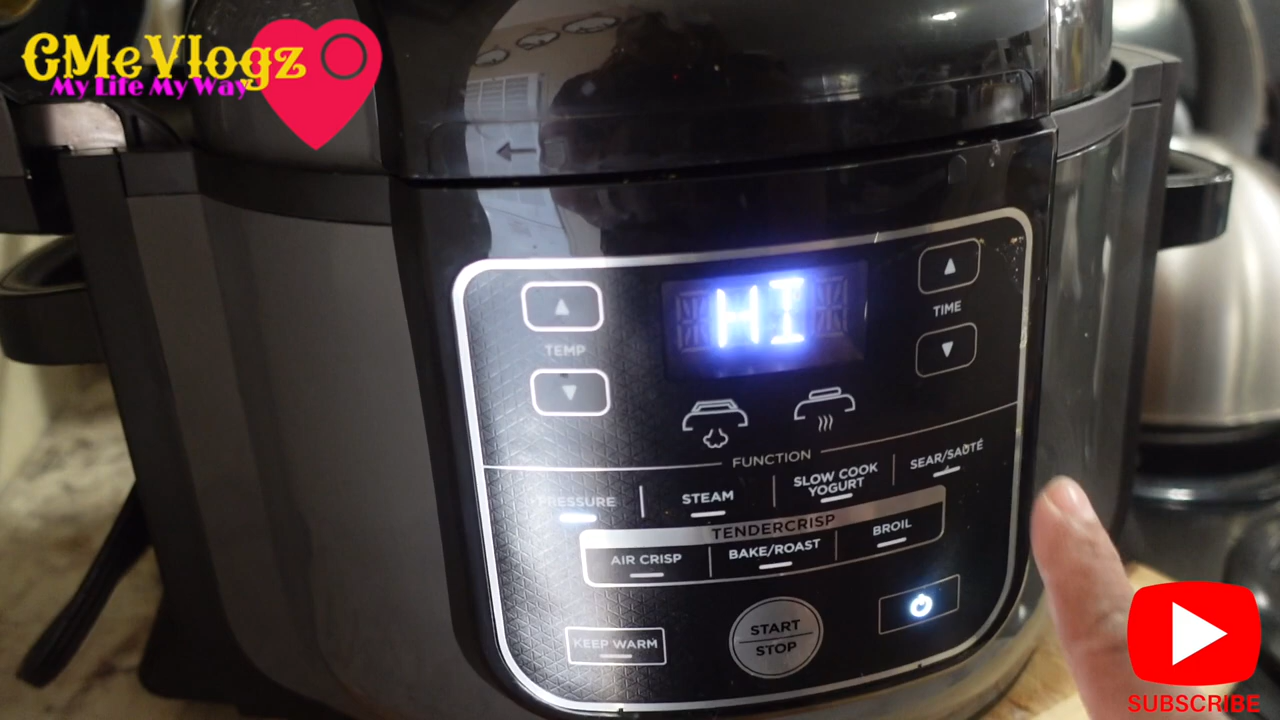 GMeVlogz
My Life My Way
HI
TEMP
TIME
FUNCTION
PRESSURE
STEAM
SLOW COOK
YOGURT
SEAR/SAUTÉ
TENDERCRISP
AIR CRISP
BAKE/ROAST
BROIL
KEEP WARM
START
STOP
SUBSCRIBE